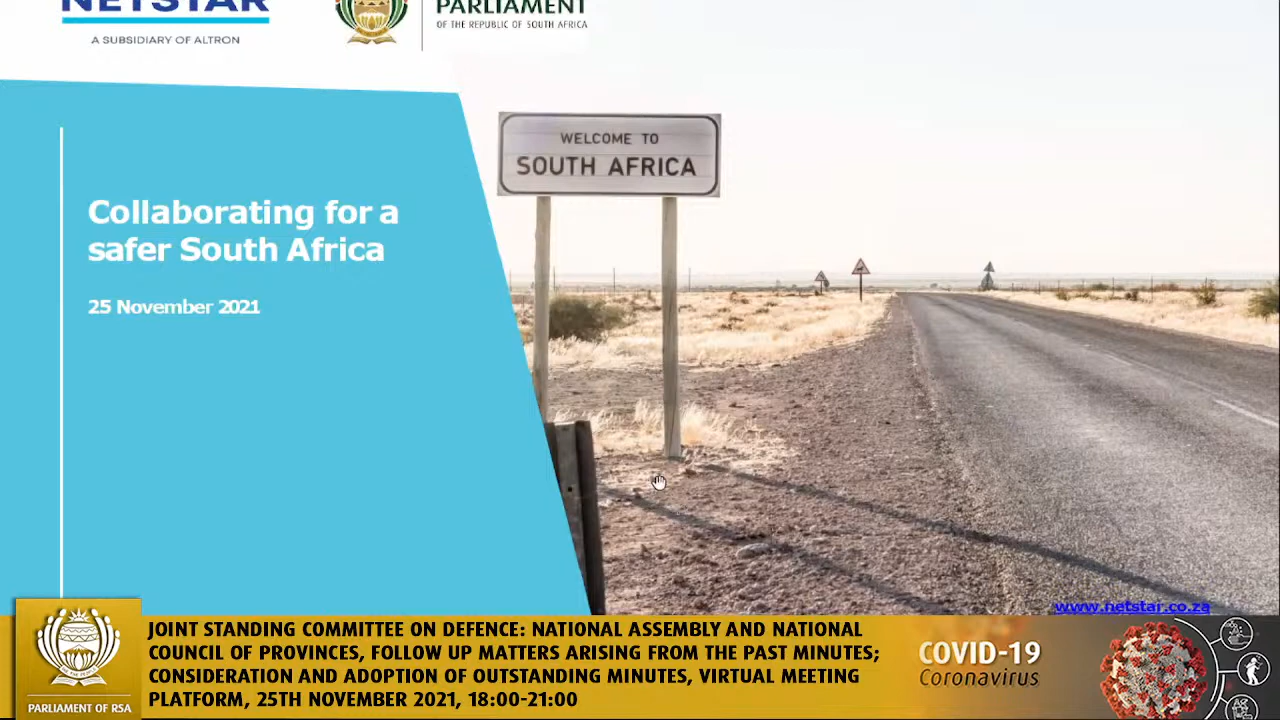 NETSTAR
A SUBSIDIARY OF ALTRON
PARLIAMENT
OF THE REPUBLIC OF SOUTH AFRICA
WELCOME TO
SOUTH AFRICA
Collaborating for a
safer South Africa
25 November 2021
www.netstar.co.za
JOINT STANDING COMMITTEE ON DEFENCE: NATIONAL ASSEMBLY AND NATIONAL
COUNCIL OF PROVINCES, FOLLOW UP MATTERS ARISING FROM THE PAST MINUTES;
CONSIDERATION AND ADOPTION OF OUTSTANDING MINUTES, VIRTUAL MEETING
PLATFORM, 25TH NOVEMBER 2021, 18:00-21:00
PARLIAMENT OF RSA
COVID-19
Coronavirus